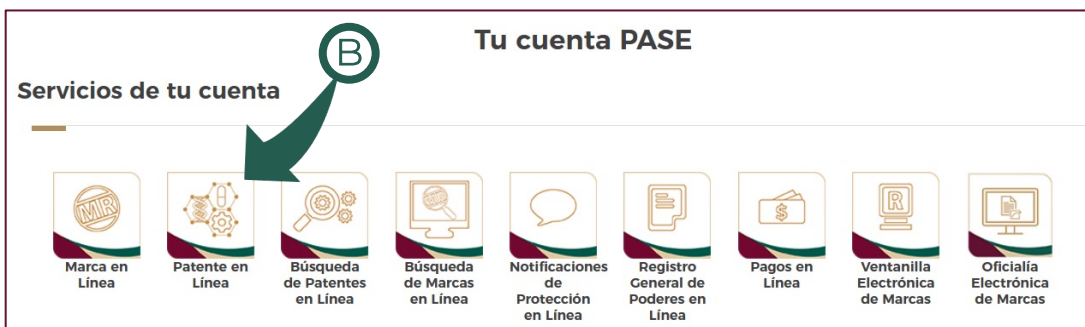 Tu cuenta PASE
B
Servicios de tu cuenta
MR
$
R
Marca en
Línea
Patente en
Línea
Búsqueda
de Patentes
en Línea
Búsqueda
de Marcas
en Línea
Notificaciones
de
Protección
en Línea
Registro
General de
Poderes en
Línea
Pagos en
Línea
Ventanilla
Electrónica
de Marcas
Oficialía
Electrónica
de Marcas